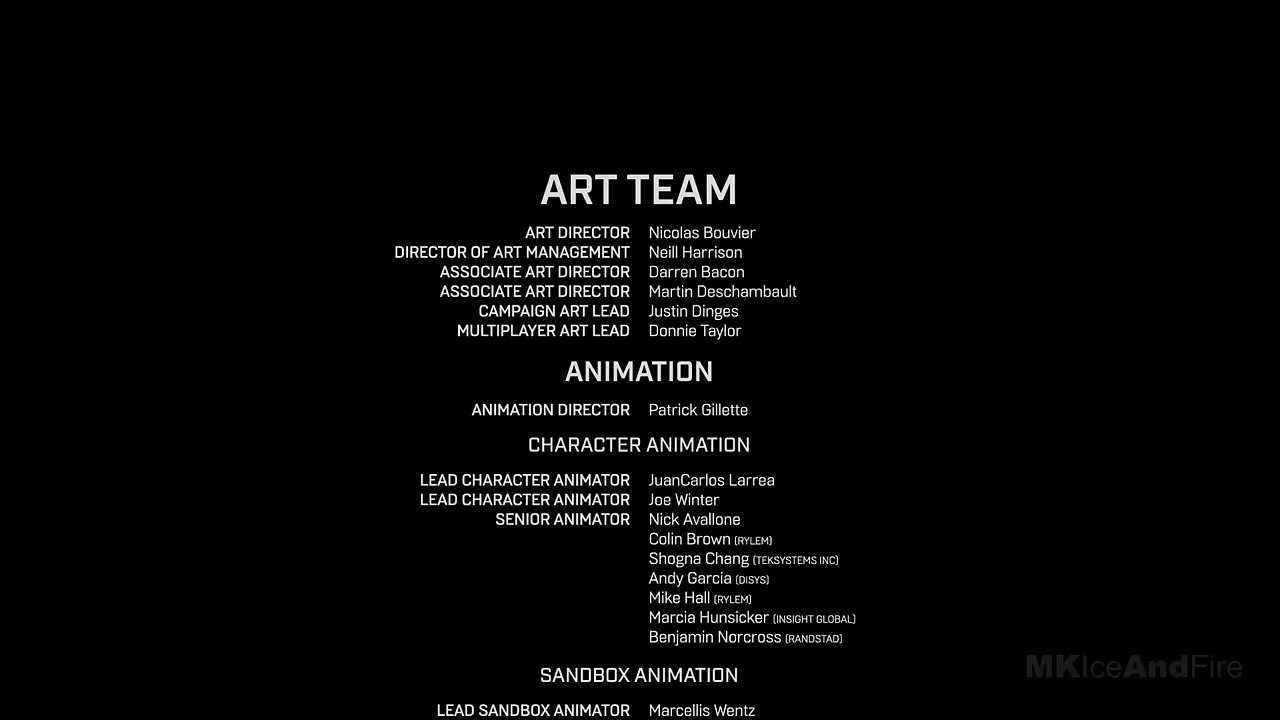 ART TEAM
ART DIRECTOR Nicolas Bouvier
DIRECTOR OF ART MANAGEMENT Neill Harrison
ASSOCIATE ART DIRECTOR Darren Bacon
ASSOCIATE ART DIRECTOR Martin Deschambault
CAMPAIGN ART LEAD Justin Dinges
MULTIPLAYER ART LEAD Donnie Taylor
ANIMATION
ANIMATION DIRECTOR Patrick Gillette
CHARACTER ANIMATION
LEAD CHARACTER ANIMATOR JuanCarlos Larrea
LEAD CHARACTER ANIMATOR Joe Winter
SENIOR ANIMATOR Nick Avallone
Colin Brown (RYLEM)
Shogna Chang (TEKSYSTEMS INC)
Andy Garcia (DISYS)
Mike Hall (RYLEM)
Marcia Hunsicker (INSIGHT GLOBAL)
Benjamin Norcross (RANDSTAD)
SANDBOX ANIMATION
LEAD SANDBOX ANIMATOR Marcellis Wentz
MKIceAndFire